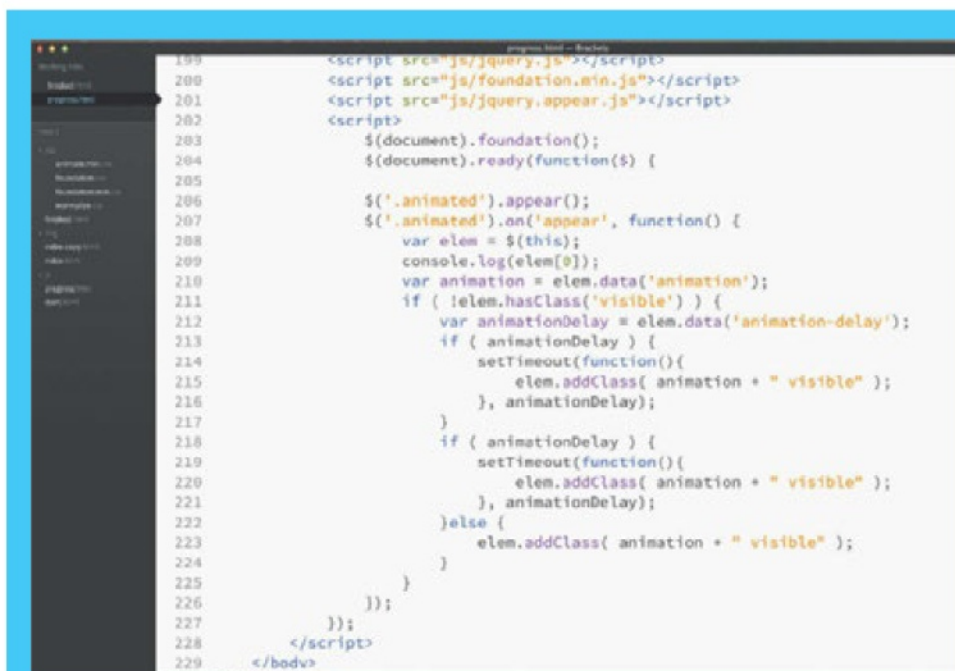 progress.html — Brackets
199 <script src="js/jquery.js"></script>
200 <script src="js/foundation.min.js"></script>
201 <script src="js/jquery.appear.js"></script>
202 <script>
203 $(document).foundation();
204 $(document).ready(function($) {
205
206 $('.animated').appear();
207 $('.animated').on('appear', function() {
208 var elem = $(this);
209 console.log(elem[0]);
210 var animation = elem.data('animation');
211 if ( !elem.hasClass('visible') ) {
212 var animationDelay = elem.data('animation-delay');
213 if ( animationDelay ) {
214 setTimeout(function(){
215 elem.addClass( animation + " visible" );
216 }, animationDelay);
217 }
218 if ( animationDelay ) {
219 setTimeout(function(){
220 elem.addClass( animation + " visible" );
221 }, animationDelay);
222 }else {
223 elem.addClass( animation + " visible" );
224 }
225 }
226 });
227 });
228 </script>
229 </body>